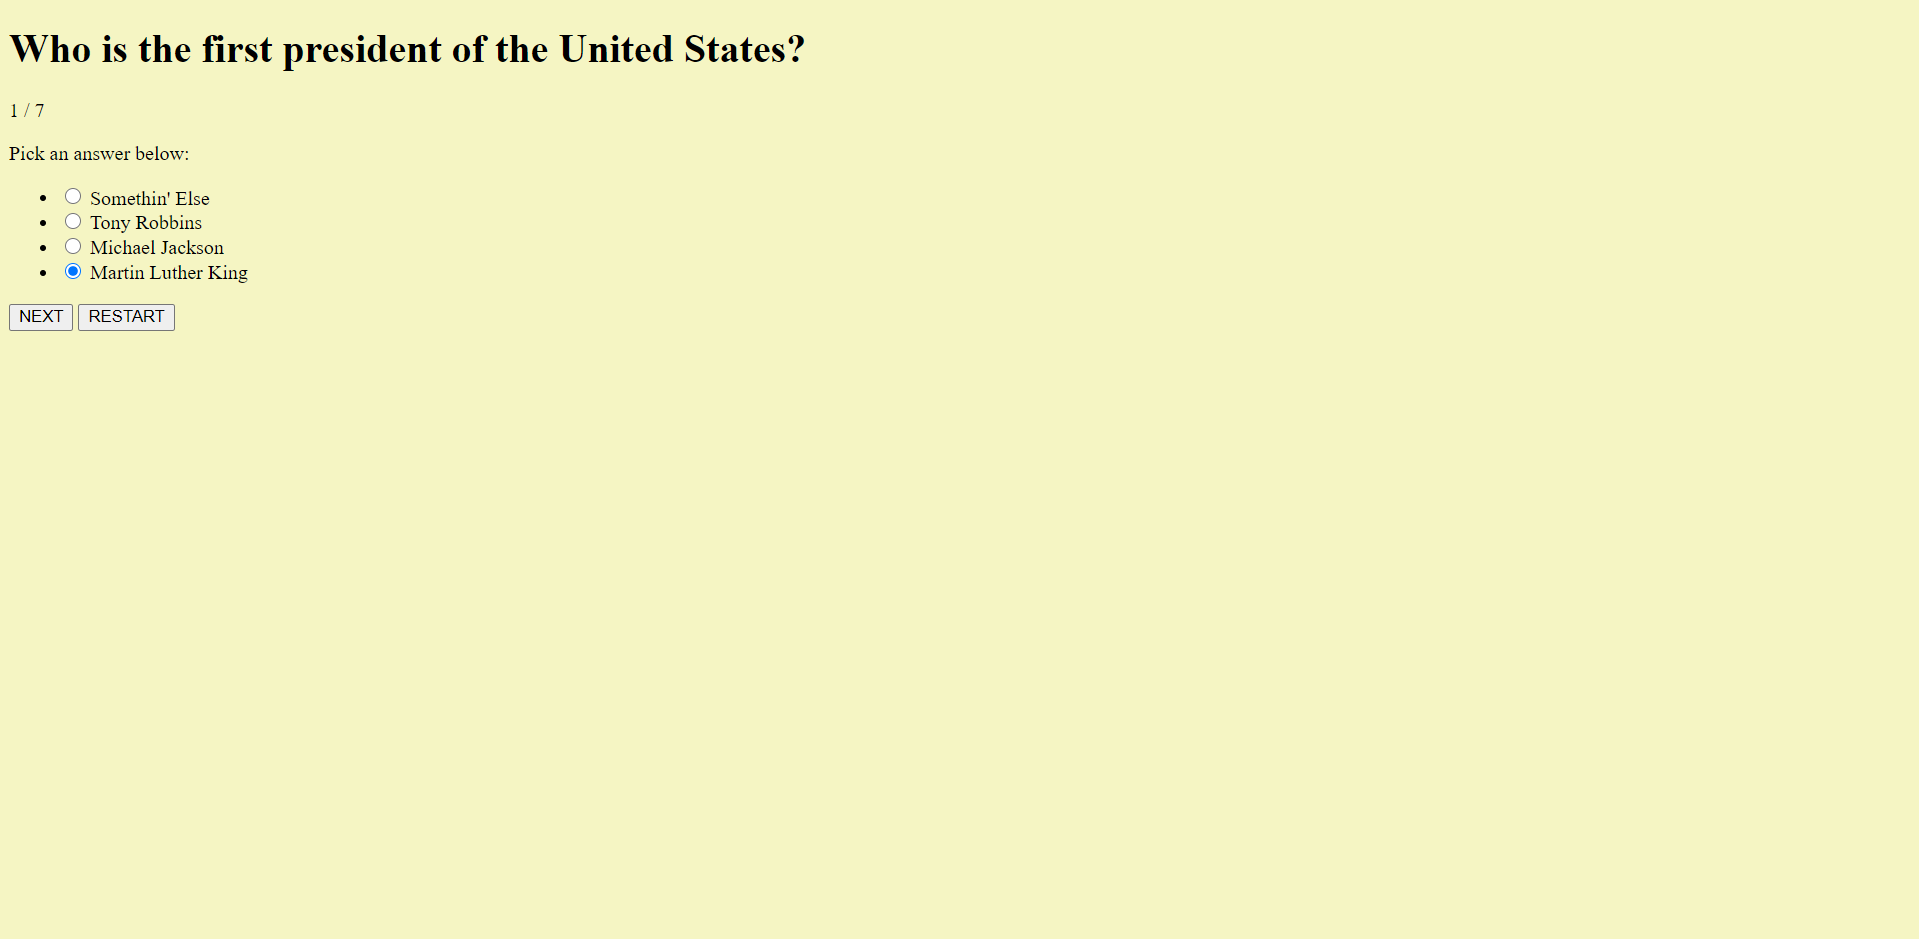 Who is the first president of the United States?
1 / 7
Pick an answer below:
Somethin' Else
Tony Robbins
Michael Jackson
Martin Luther King
NEXT RESTART